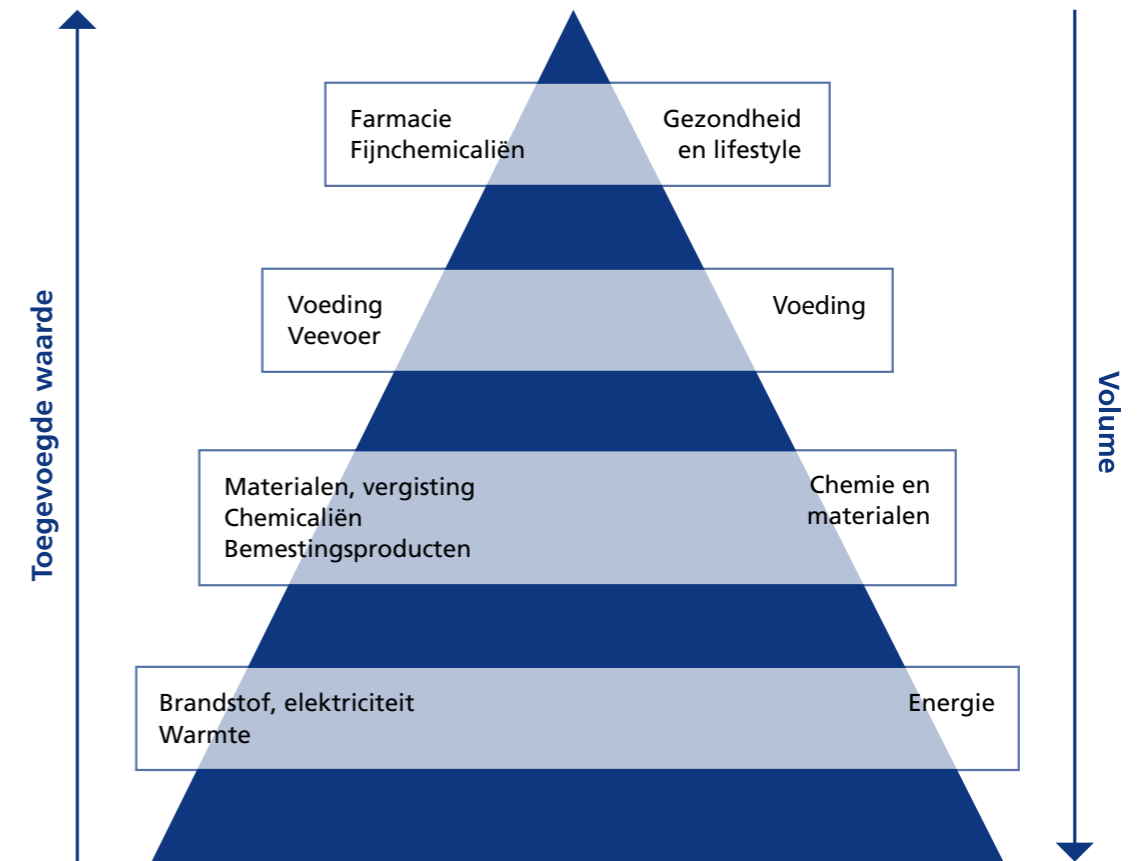 Farmacie
Fijnchemicaliën
Gezondheid
en lifestyle
Voeding
Veevoer
Voeding
Materialen, vergisting
Chemicaliën
Bemestingsproducten
Chemie en
materialen
Brandstof, elektriciteit
Warmte
Energie
Toegevoegde waarde
Volume